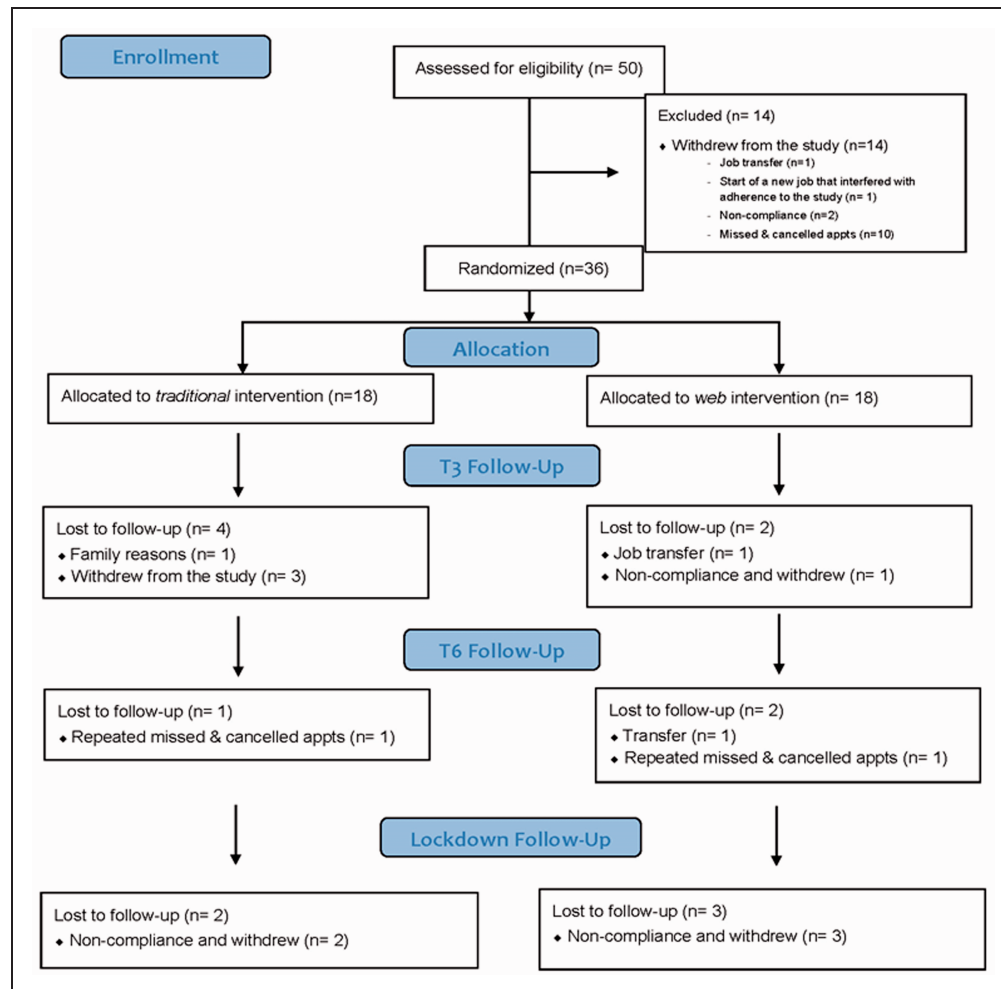 Enrollment
Assessed for eligibility (n= 50)
Excluded (n= 14)
⬥ Withdrew from the study (n=14)
- Job transfer (n=1)
- Start of a new job that interfered with
adherence to the study (n= 1)
- Non-compliance (n=2)
- Missed & cancelled appts (n=10)
Randomized (n=36)
Allocation
Allocated to traditional intervention (n=18)
Allocated to web intervention (n= 18)
T3 Follow-Up
Lost to follow-up (n= 4)
⬥ Family reasons (n= 1)
⬥ Withdrew from the study (n= 3)
Lost to follow-up (n= 2)
⬥ Job transfer (n= 1)
⬥ Non-compliance and withdrew (n= 1)
T6 Follow-Up
Lost to follow-up (n= 1)
⬥ Repeated missed & cancelled appts (n= 1)
Lost to follow-up (n= 2)
⬥ Transfer (n= 1)
⬥ Repeated missed & cancelled appts (n= 1)
Lockdown Follow-Up
Lost to follow-up (n= 2)
⬥ Non-compliance and withdrew (n= 2)
Lost to follow-up (n= 3)
⬥ Non-compliance and withdrew (n= 3)